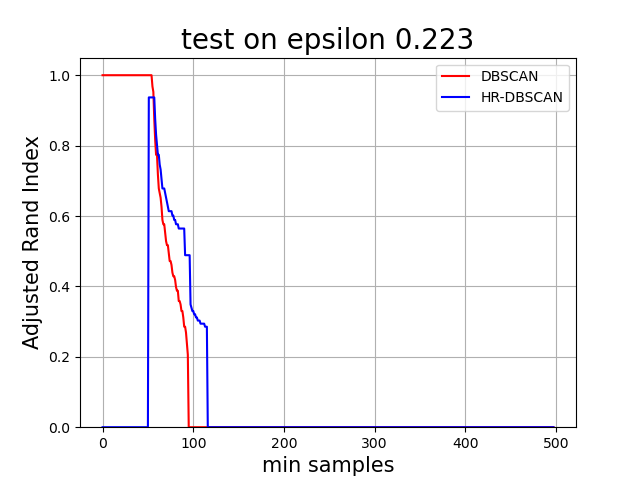 test on epsilon 0.223
DBSCAN
HR-DBSCAN
Adjusted Rand Index
1.0
0.8
0.6
0.4
0.2
0.0
0 100 200 300 400 500
min samples